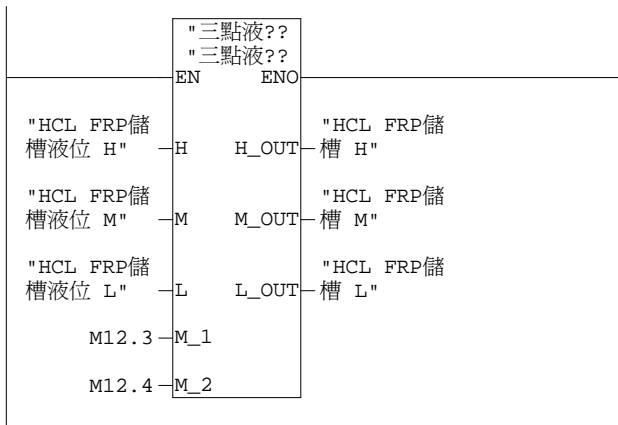 "三點液??
"三點液??
EN ENO
"HCL FRP儲
槽液位 H"
H H_OUT
"HCL FRP儲
槽 H"
"HCL FRP儲
槽液位 M"
M M_OUT
"HCL FRP儲
槽 M"
"HCL FRP儲
槽液位 L"
L L_OUT
"HCL FRP儲
槽 L"
M12.3 M_1
M12.4 M_2